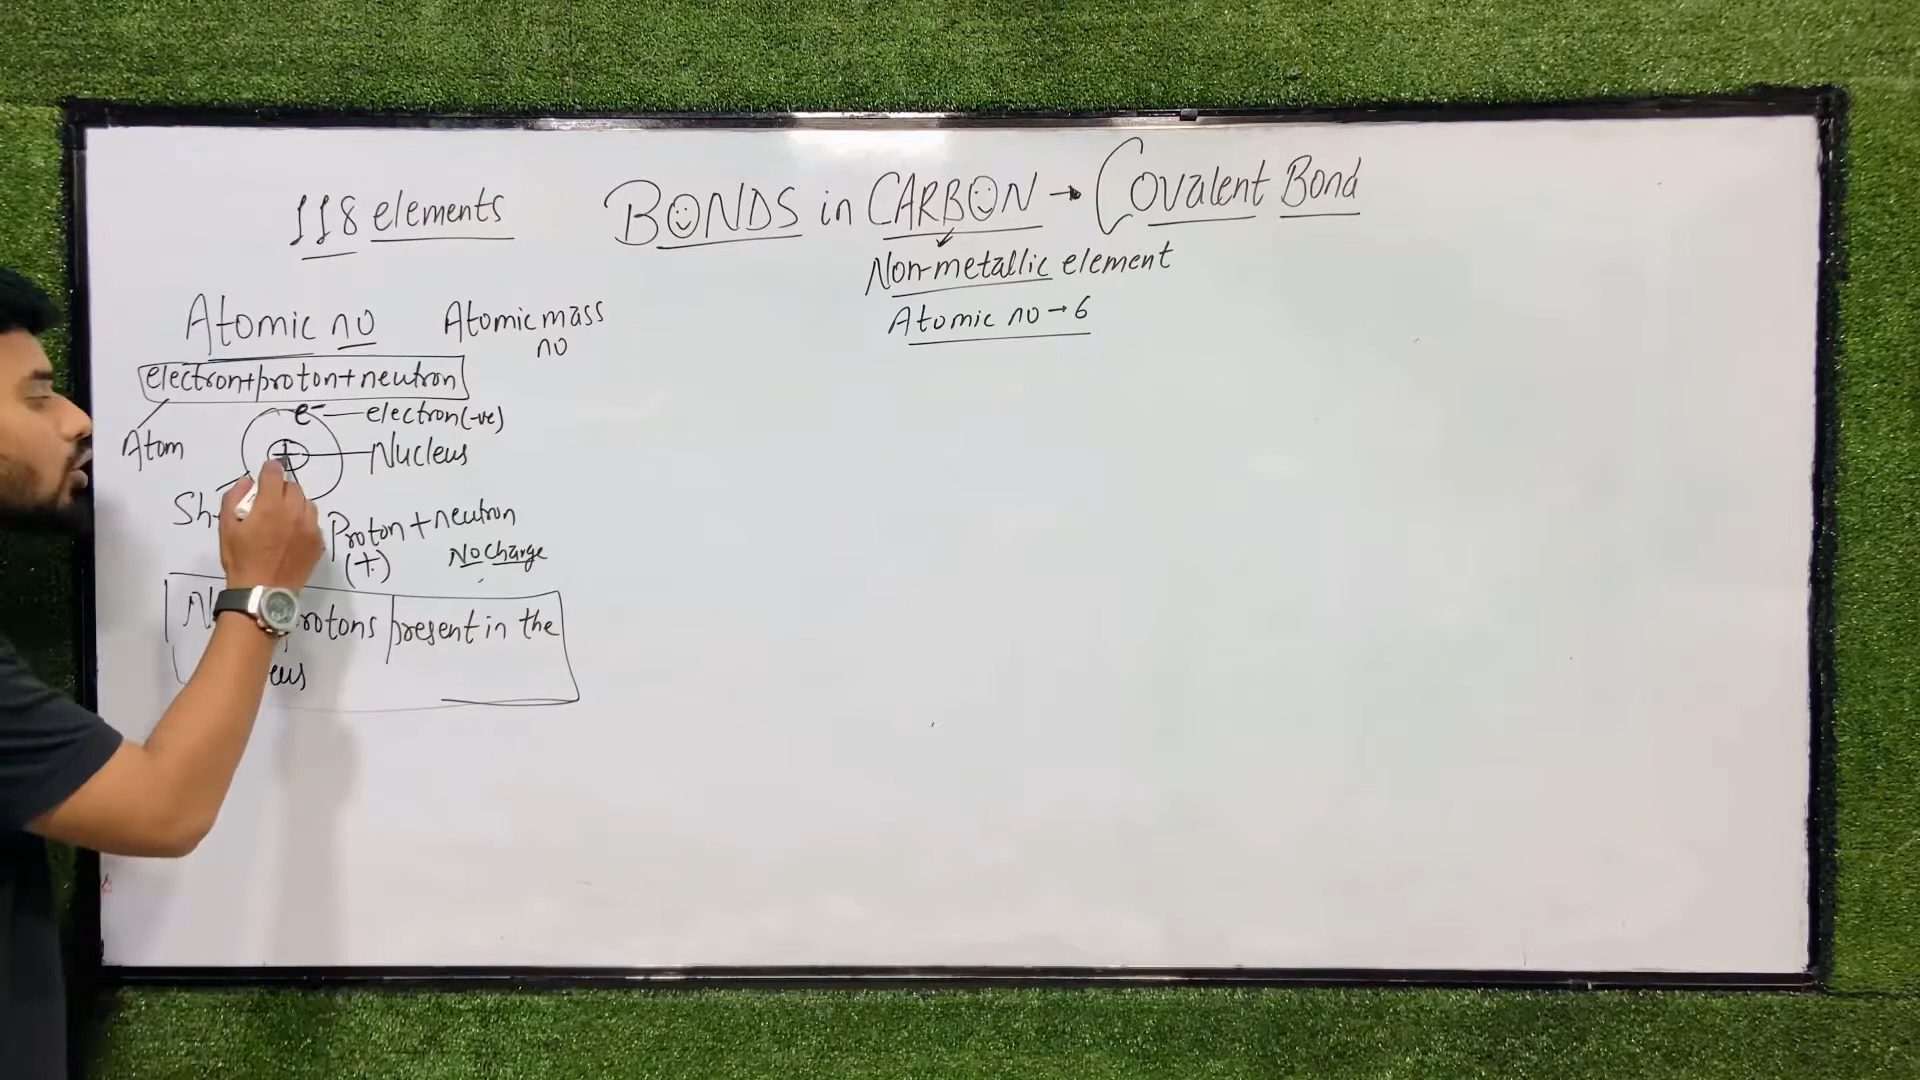 118 elements
BONDS in CARBON → Covalent Bond
Non-metallic element
Atomic no → 6
Atomic no
Atomic mass
no
electron+proton+neutron
e⁻ electron(-ve)
Atom
Nucleus
Proton + neutron
(+) No charge
present in the